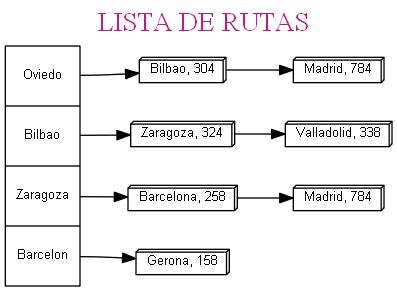 LISTA DE RUTAS
Oviedo Bilbao, 304 Madrid, 784
Bilbao Zaragoza, 324 Valladolid, 338
Zaragoza Barcelona, 258 Madrid, 784
Barcelon Gerona, 158